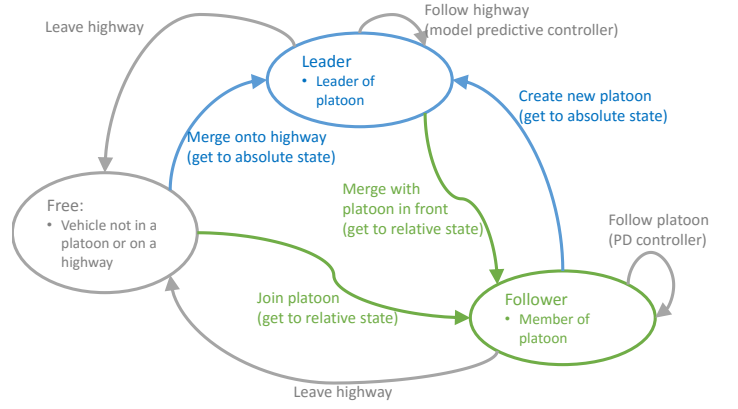 Leave highway
Follow highway
(model predictive controller)
Leader
• Leader of
platoon
Create new platoon
(get to absolute state)
Merge onto highway
(get to absolute state)
Merge with
platoon in front
(get to relative state)
Free:
• Vehicle not in a
platoon or on a
highway
Follow platoon
(PD controller)
Join platoon
(get to relative state)
Follower
• Member of
platoon
Leave highway